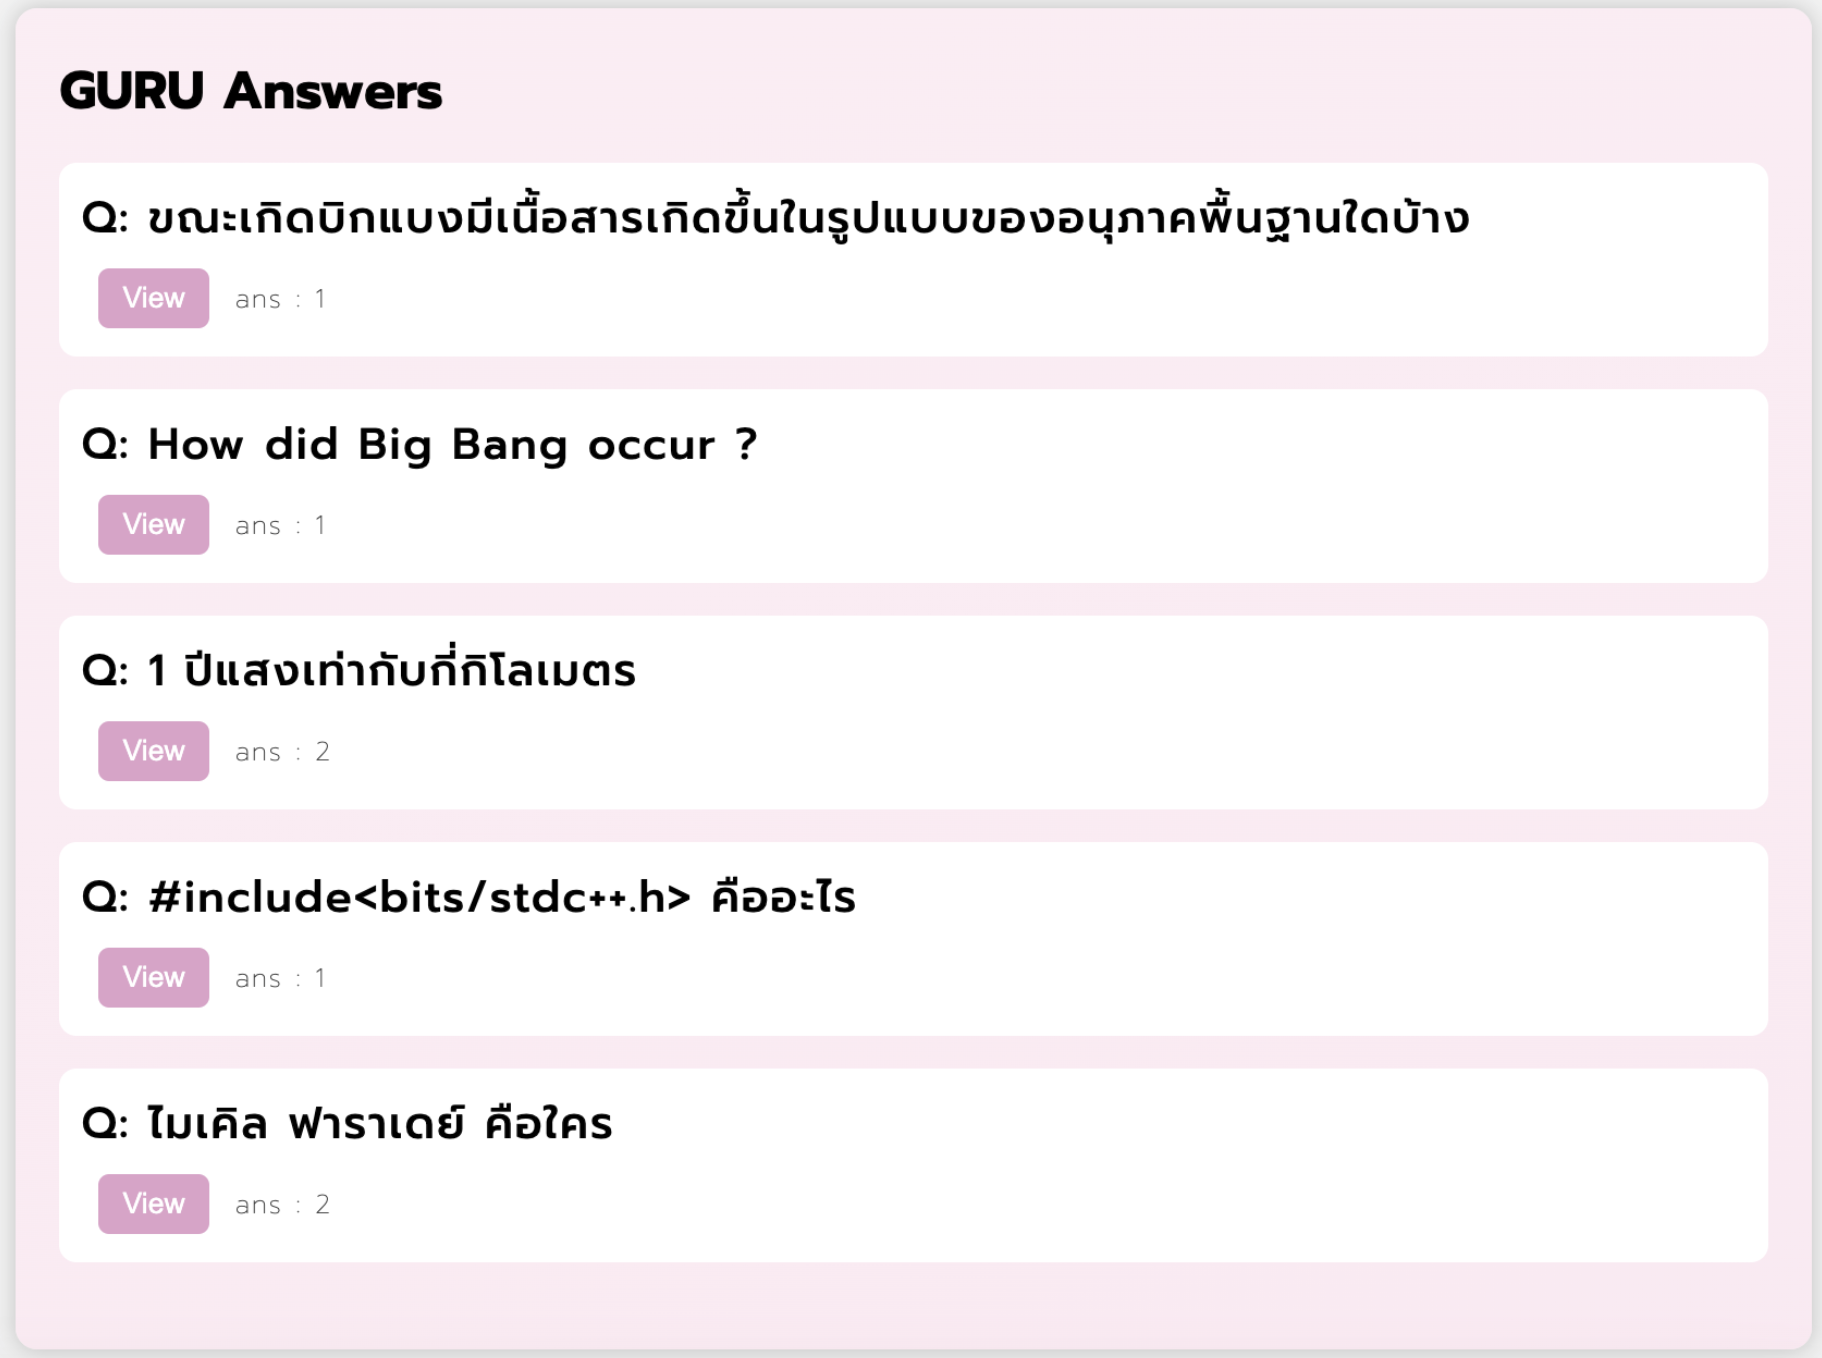 GURU Answers
Q: ขณะเกิดบิกแบงมีเนื้อสารเกิดขึ้นในรูปแบบของอนุภาคพื้นฐานใดบ้าง
View ans : 1
Q: How did Big Bang occur ?
View ans : 1
Q: 1 ปีแสงเท่ากับกี่กิโลเมตร
View ans : 2
Q: #include<bits/stdc++.h> คืออะไร
View ans : 1
Q: ไมเคิล ฟาราเดย์ คือใคร
View ans : 2